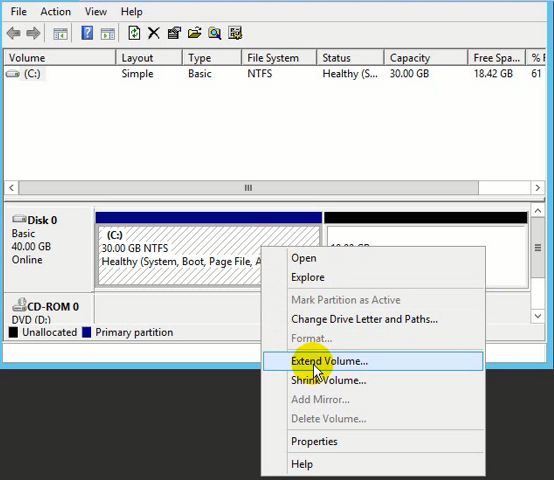 File Action View Help
Volume Layout Type File System Status Capacity Free Spa... % F
(C:) Simple Basic NTFS Healthy (S... 30.00 GB 18.42 GB 61
Disk 0
Basic
40.00 GB
Online
(C:)
30.00 GB NTFS
Healthy (System, Boot, Page File, A
CD-ROM 0
DVD (D:)
Unallocated Primary partition
Open
Explore
Mark Partition as Active
Change Drive Letter and Paths...
Format...
Extend Volume...
Shrink Volume...
Add Mirror...
Delete Volume...
Properties
Help